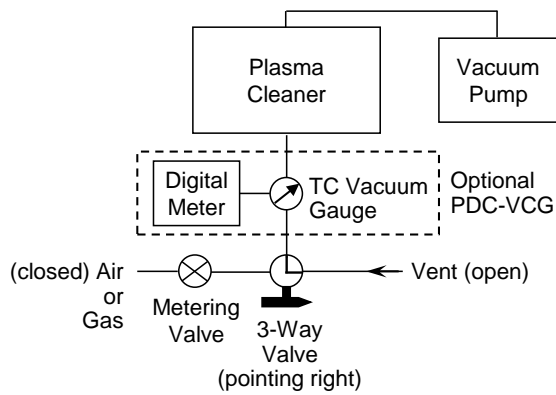 Plasma
Cleaner
Vacuum
Pump
Digital
Meter
TC Vacuum
Gauge
Optional
PDC-VCG
(closed) Air
or
Gas
Metering
Valve
3-Way
Valve
(pointing right)
Vent (open)